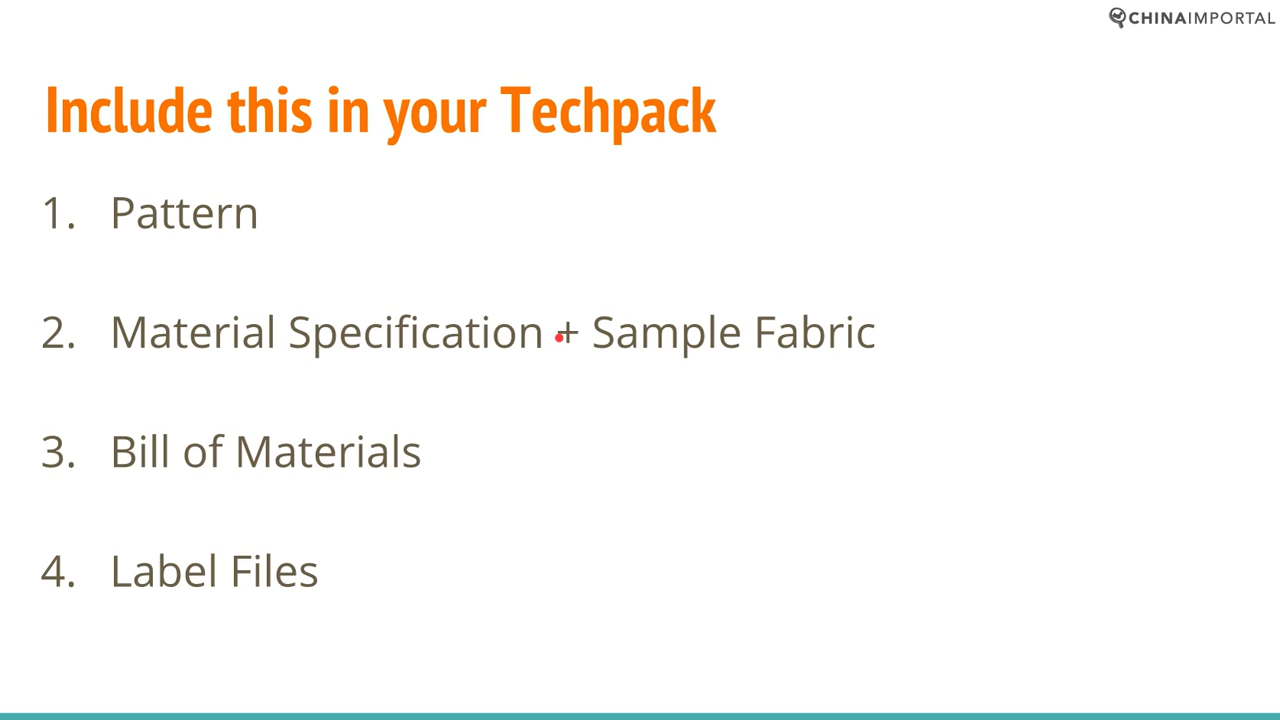 CHINAIMPORTAL
Include this in your Techpack
1. Pattern
2. Material Specification + Sample Fabric
3. Bill of Materials
4. Label Files